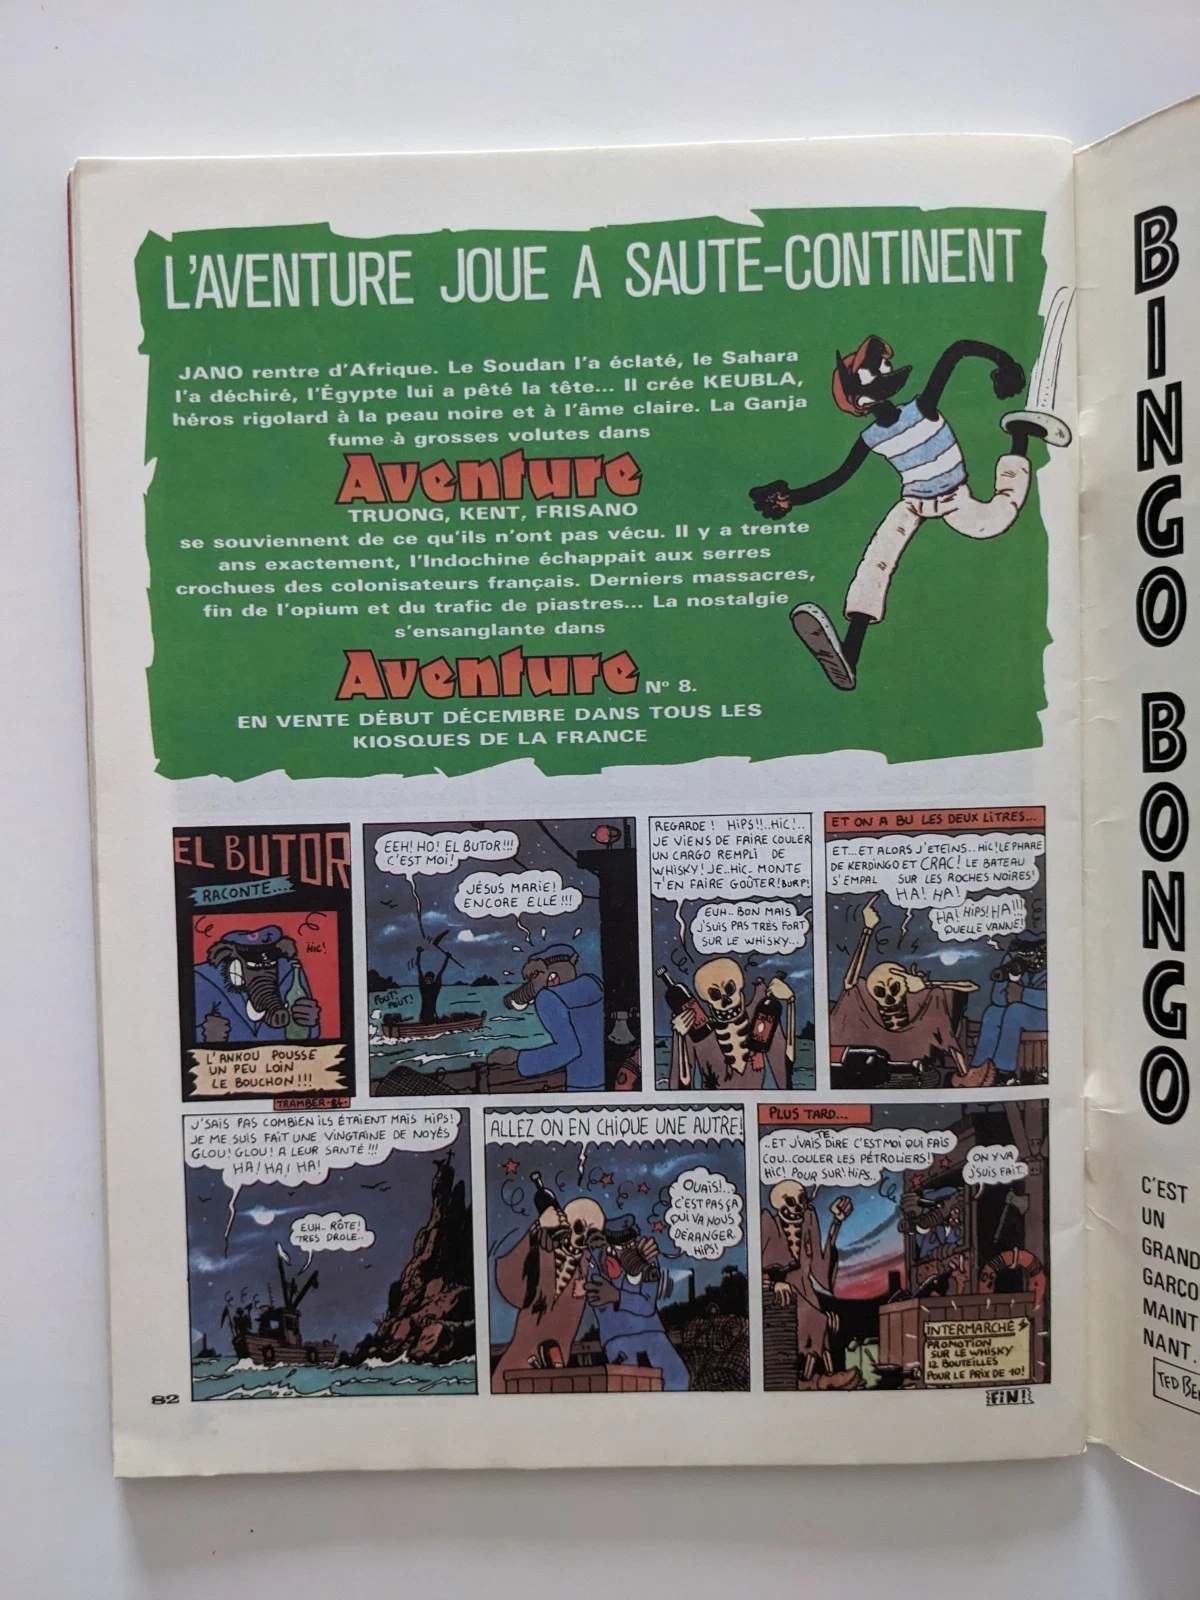 L'AVENTURE JOUE A SAUTE-CONTINENT
JANO rentre d'Afrique. Le Soudan l'a éclaté, le Sahara
l'a déchiré, l'Égypte lui a pêté la tête... Il crée KEUBLA,
héros rigolard à la peau noire et à l'âme claire. La Ganja
fume à grosses volutes dans
Aventure
TRUONG, KENT, FRISANO
se souviennent de ce qu'ils n'ont pas vécu. Il y a trente
ans exactement, l'Indochine échappait aux serres
crochues des colonisateurs français. Derniers massacres,
fin de l'opium et du trafic de piastres... La nostalgie
s'ensanglante dans
Aventure N° 8.
EN VENTE DÉBUT DÉCEMBRE DANS TOUS LES
KIOSQUES DE LA FRANCE
EL BUTOR
RACONTE....
HIC!
L'ANKOU POUSSE
UN PEU LOIN
LE BOUCHON!!!
TRAMBER-84-
EEH! HO! EL BUTOR!!!
C'EST MOI!
JÉSUS MARIE!
ENCORE ELLE!!!
POUT!
POUT!
REGARDE! HIPS!!..HIC!..
JE VIENS DE FAIRE COULER
UN CARGO REMPLI DE
WHISKY! JE..HIC.. MONTE
T'EN FAIRE GOÛTER! BURP!
EUH.. BON MAIS
J'SUIS PAS TRÈS FORT
SUR LE WHISKY...
ET ON A BU LES DEUX LITRES...
ET...ET ALORS J'ETEINS...HIC! LE PHARE
DE KERDINGO ET CRAC! LE BATEAU
S'EMPAL SUR LES ROCHES NOIRES!
HA! HA!
HA! HIPS! HA!!!
QUELLE VANNE!
J'SAIS PAS COMBIEN ILS ÉTAIENT MAIS HIPS!
JE ME SUIS FAIT UNE VINGTAINE DE NOYÉS
GLOU! GLOU! A LEUR SANTÉ!!!
HA! HA! HA!
EUH.. RÔTE!
TRES DROLE..
ALLEZ ON EN CHIQUE UNE AUTRE!
OUAIS!...
C'EST PAS ÇA
QUI VA NOUS
DÉRANGER
HIPS!
PLUS TARD...
..ET J'VAIS TE DIRE C'EST MOI QUI FAIS
COU..COULER LES PÉTROLIERS!
HIC! POUR SUR! HIPS..
ON Y VA
J'SUIS FAIT..
INTERMARCHÉ
PROMOTION
SUR LE WHISKY
12 BOUTEILLES
POUR LE PRIX DE 10!
82
FIN!
BINGO BONGO
C'EST
UN
GRAND
GARCO
MAINT
NANT.
TED BE